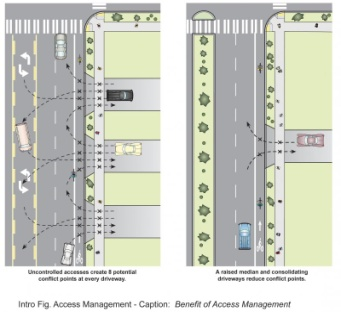 Uncontrolled accesses create 8 potential
conflict points at every driveway.
A raised median and consolidating
driveways reduce conflict points.
Intro Fig. Access Management - Caption: Benefit of Access Management